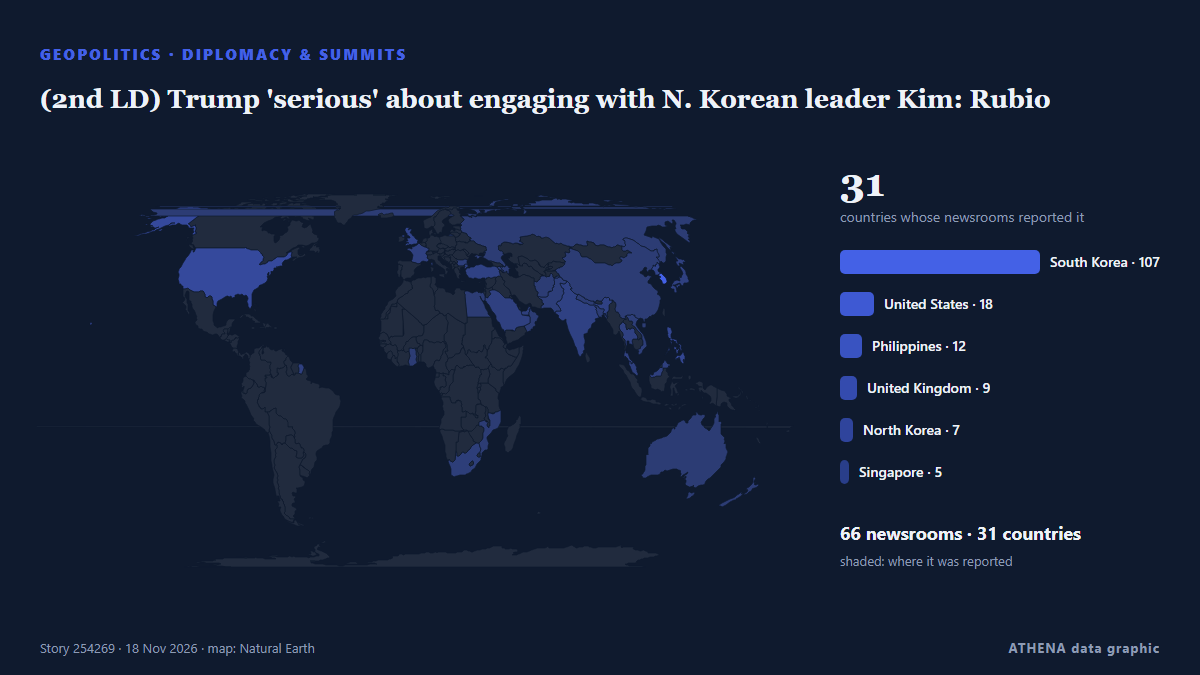 GEOPOLITICS · DIPLOMACY & SUMMITS
(2nd LD) Trump 'serious' about engaging with N. Korean leader Kim: Rubio
31
countries whose newsrooms reported it
South Korea · 107
United States · 18
Philippines · 12
United Kingdom · 9
North Korea · 7
Singapore · 5
66 newsrooms · 31 countries
shaded: where it was reported
Story 254269 · 18 Nov 2026 · map: Natural Earth
ATHENA data graphic